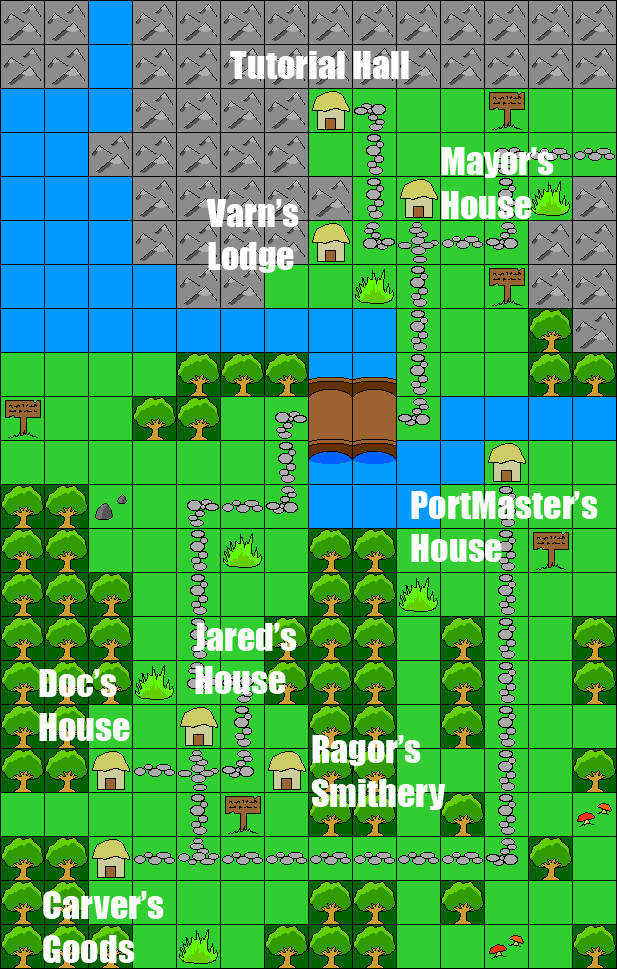 Tutorial Hall
Mayor's
House
Varn's
Lodge
PortMaster's
House
Jared's
House
Doc's
House
Ragor's
Smithery
Carver's
Goods